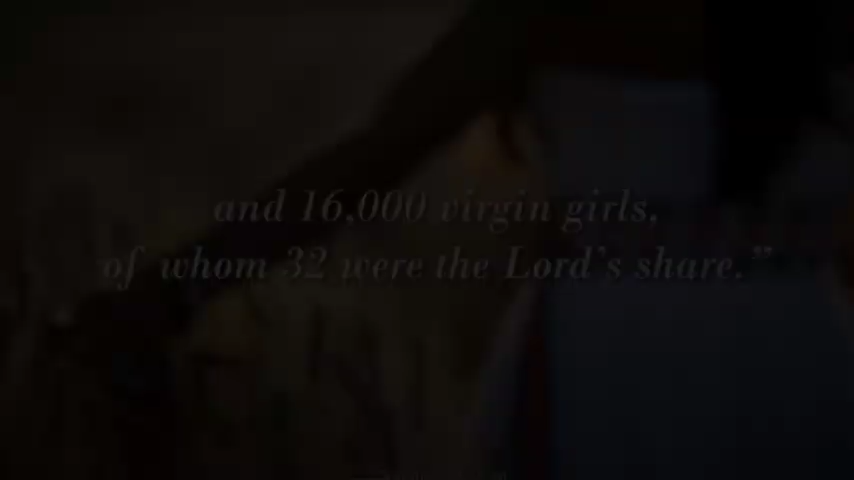 and 16,000 virgin girls,
of whom 32 were the Lord's share.”